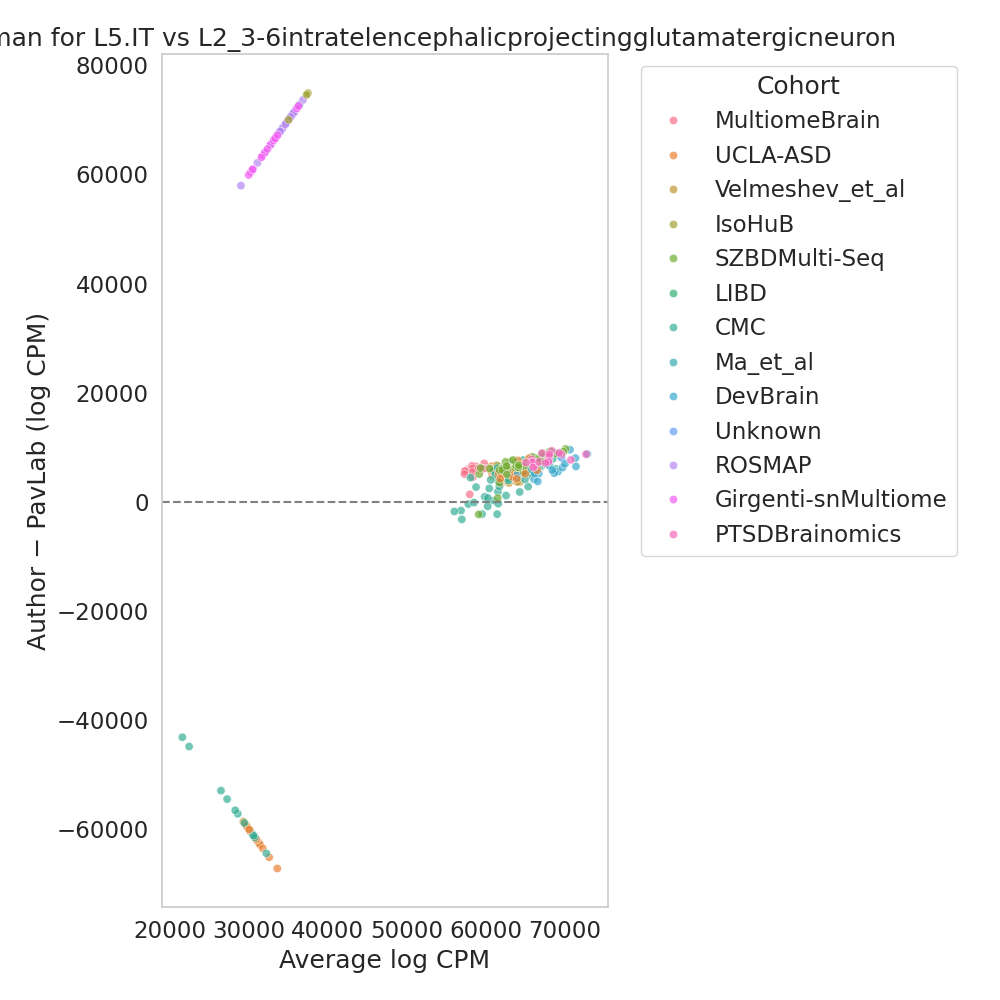 man for L5.IT vs L2_3-6intratelencephalicprojectingglutamatergicneuron
80000
60000
40000
20000
0
−20000
−40000
−60000
Author − PavLab (log CPM)
20000 30000 40000 50000 60000 70000
Average log CPM
Cohort
MultiomeBrain
UCLA-ASD
Velmeshev_et_al
IsoHuB
SZBDMulti-Seq
LIBD
CMC
Ma_et_al
DevBrain
Unknown
ROSMAP
Girgenti-snMultiome
PTSDBrainomics